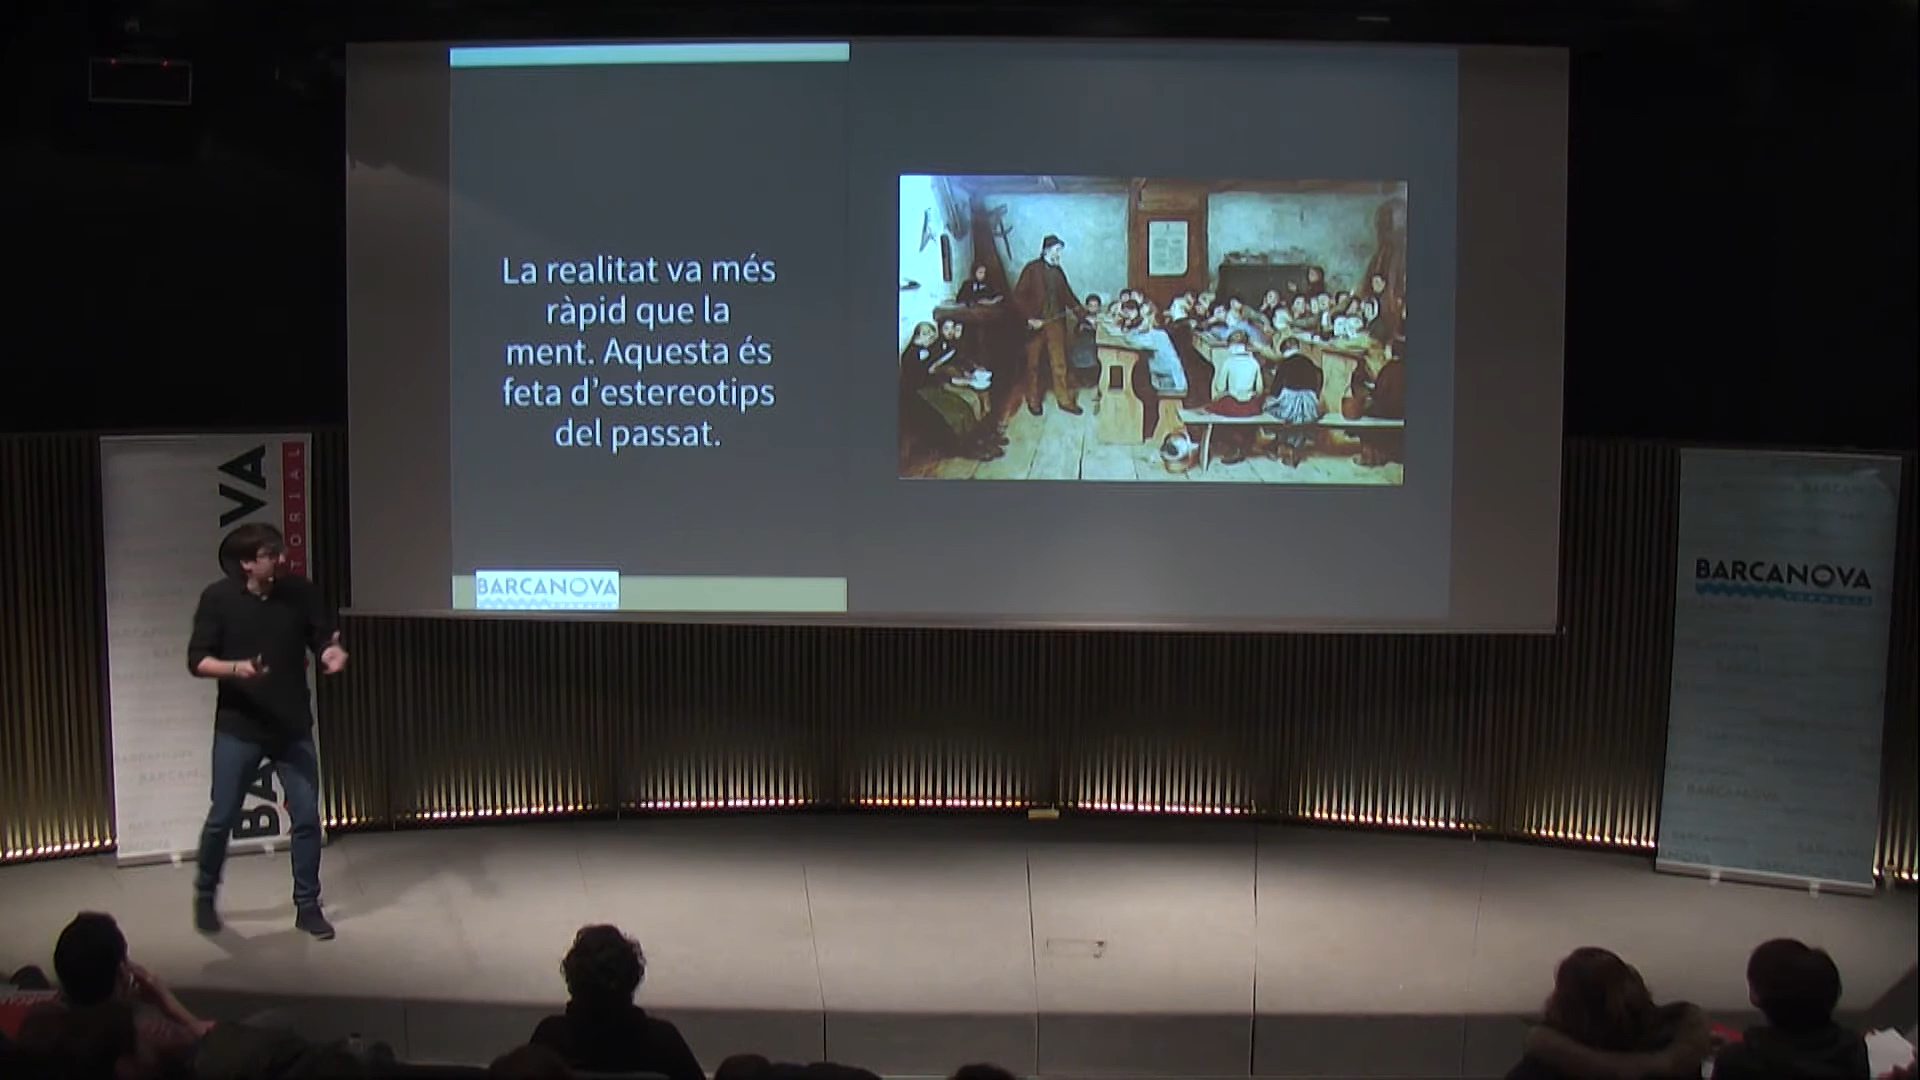 La realitat va més
ràpid que la
ment. Aquesta és
feta d'estereotips
del passat.
BARCANOVA
BARCANOVA